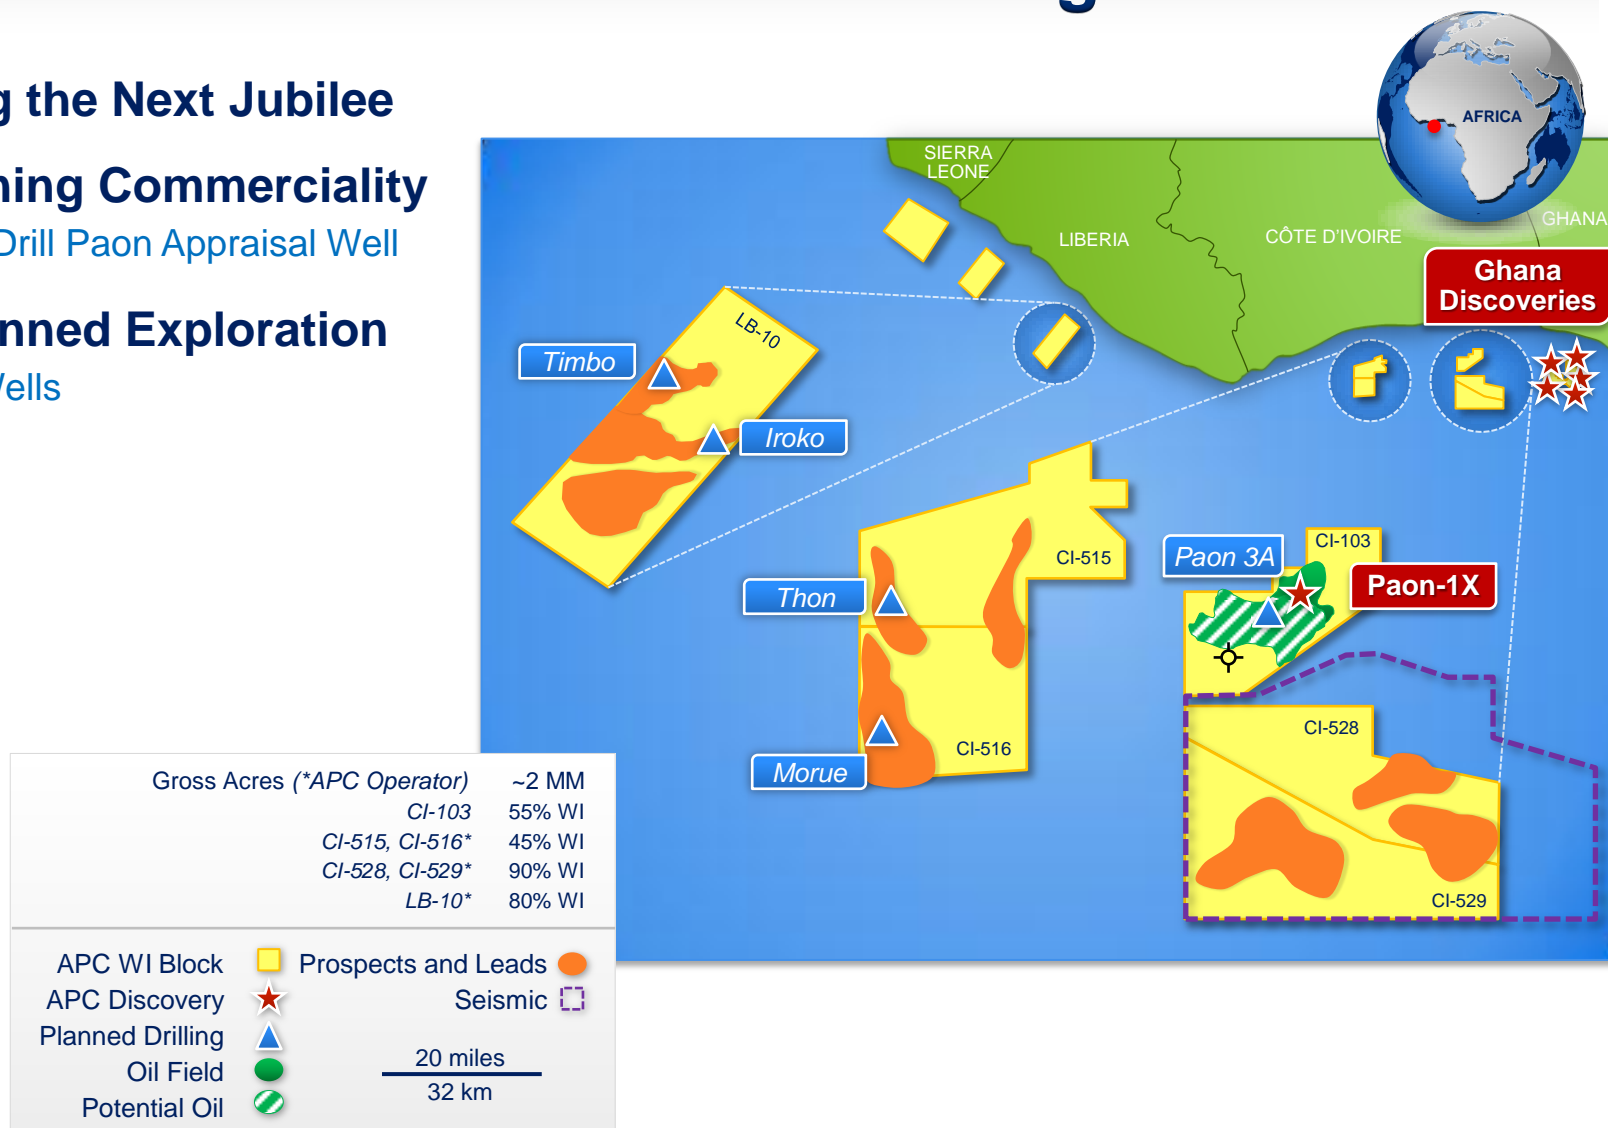 g the Next Jubilee
ning Commerciality
Drill Paon Appraisal Well
nned Exploration
Wells
AFRICA
SIERRA
LEONE
LIBERIA
CÔTE D'IVOIRE
GHANA
Ghana
Discoveries
LB-10
Timbo
Iroko
CI-515
Thon
CI-516
Morue
Paon 3A
CI-103
Paon-1X
CI-528
CI-529
Gross Acres (*APC Operator) ~2 MM
CI-103 55% WI
CI-515, CI-516* 45% WI
CI-528, CI-529* 90% WI
LB-10* 80% WI
APC WI Block
Prospects and Leads
APC Discovery
Seismic
Planned Drilling
Oil Field
Potential Oil
20 miles
32 km